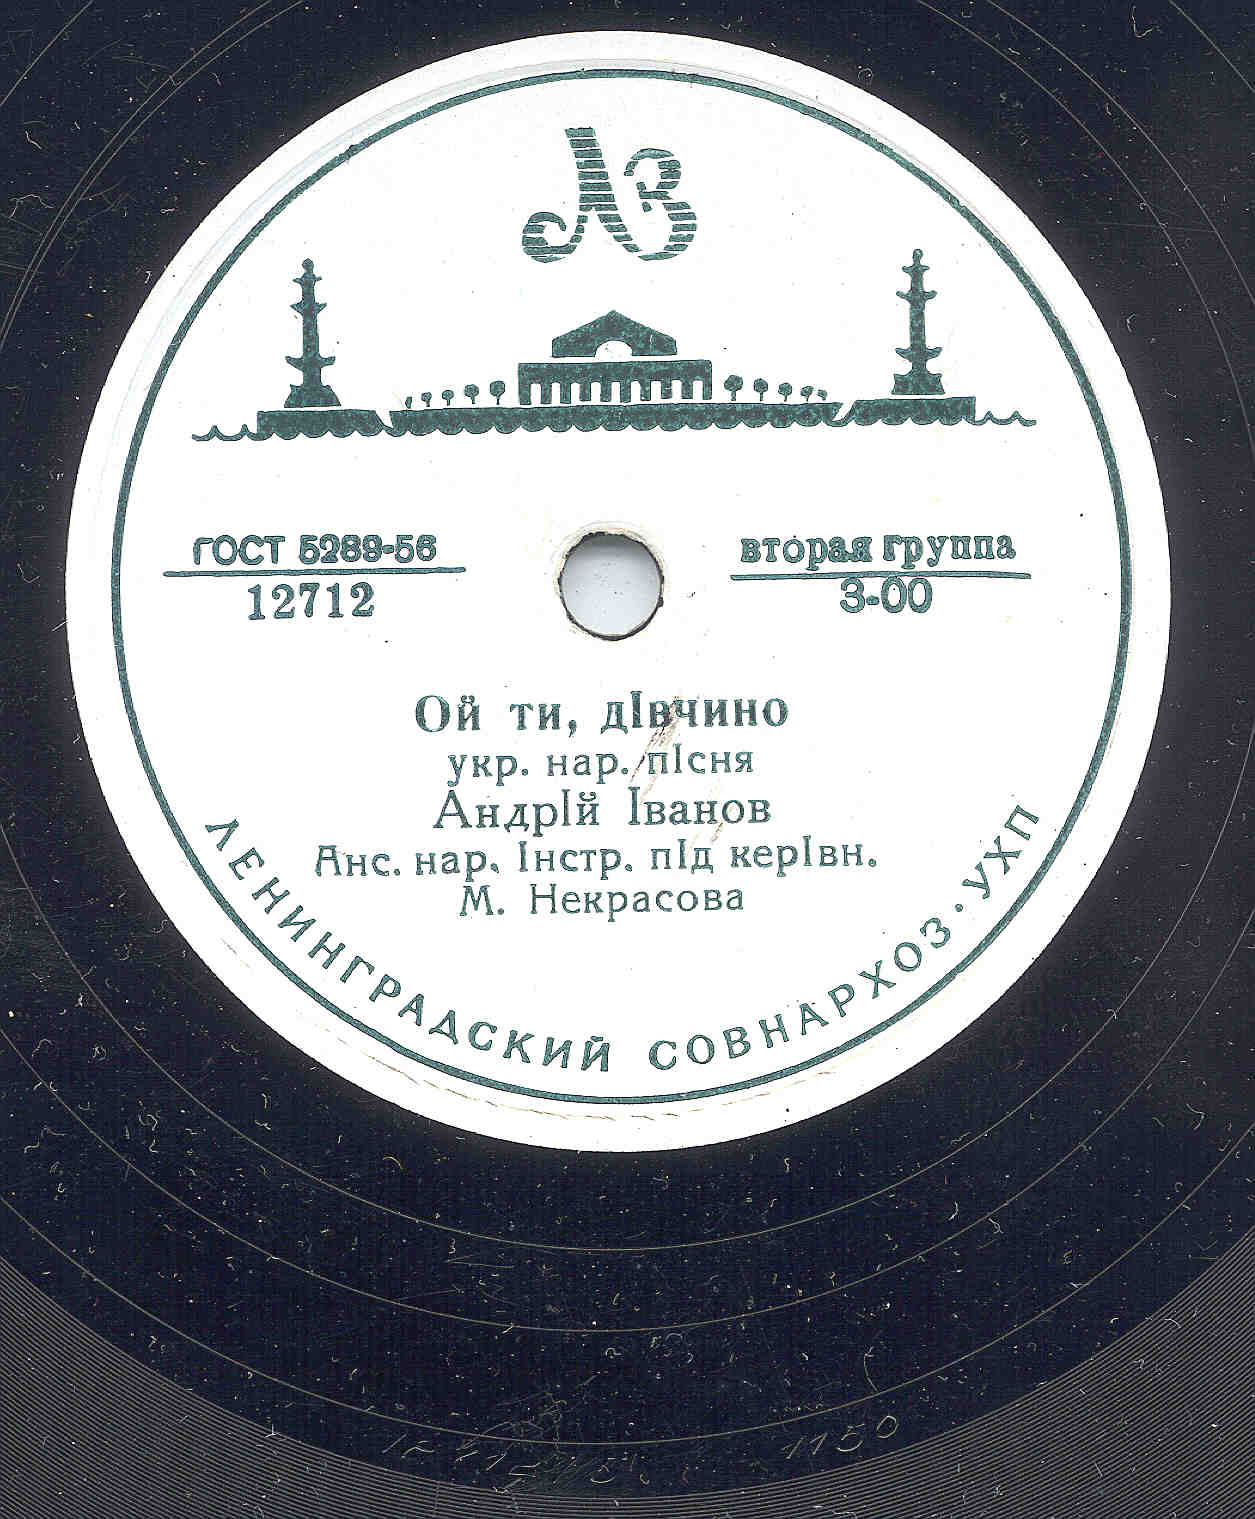 ЛЗ
ГОСТ 5289-56
12712
вторая группа
3-00
Ой ти, дІвчино
укр. нар. пІсня
Андрій Іванов
Анс. нар. Інстр. пІд керІвн.
М. Некрасова
ЛЕНИНГРАДСКИЙ СОВНАРХОЗ·УХП
1150